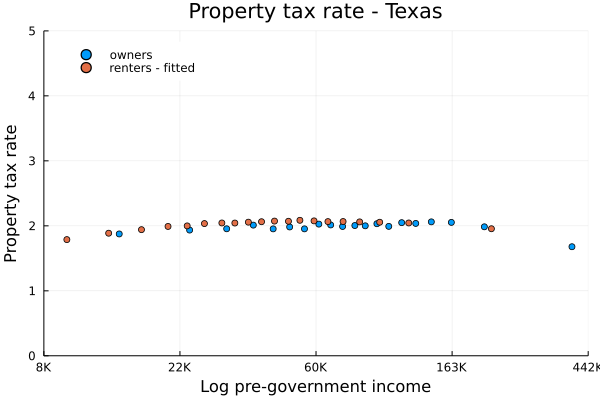 Property tax rate - Texas
owners
renters - fitted
Property tax rate
5
4
3
2
1
0
8K 22K 60K 163K 442K
Log pre-government income